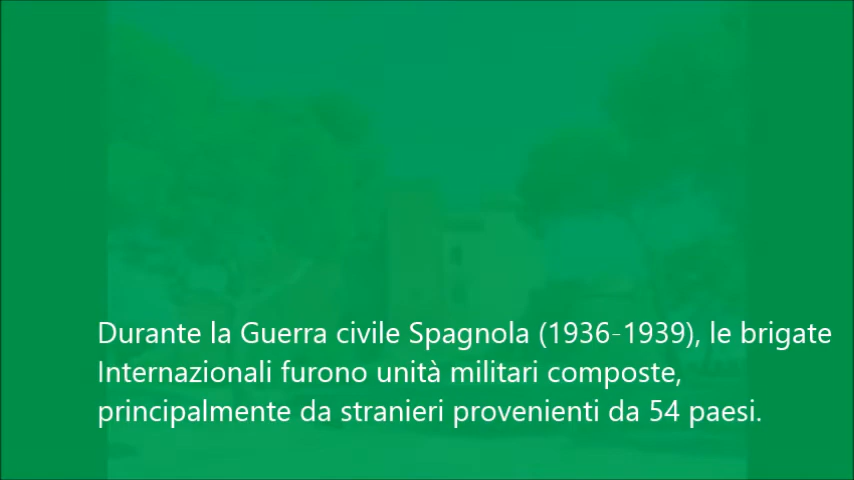 Durante la Guerra civile Spagnola (1936-1939), le brigate
Internazionali furono unità militari composte,
principalmente da stranieri provenienti da 54 paesi.